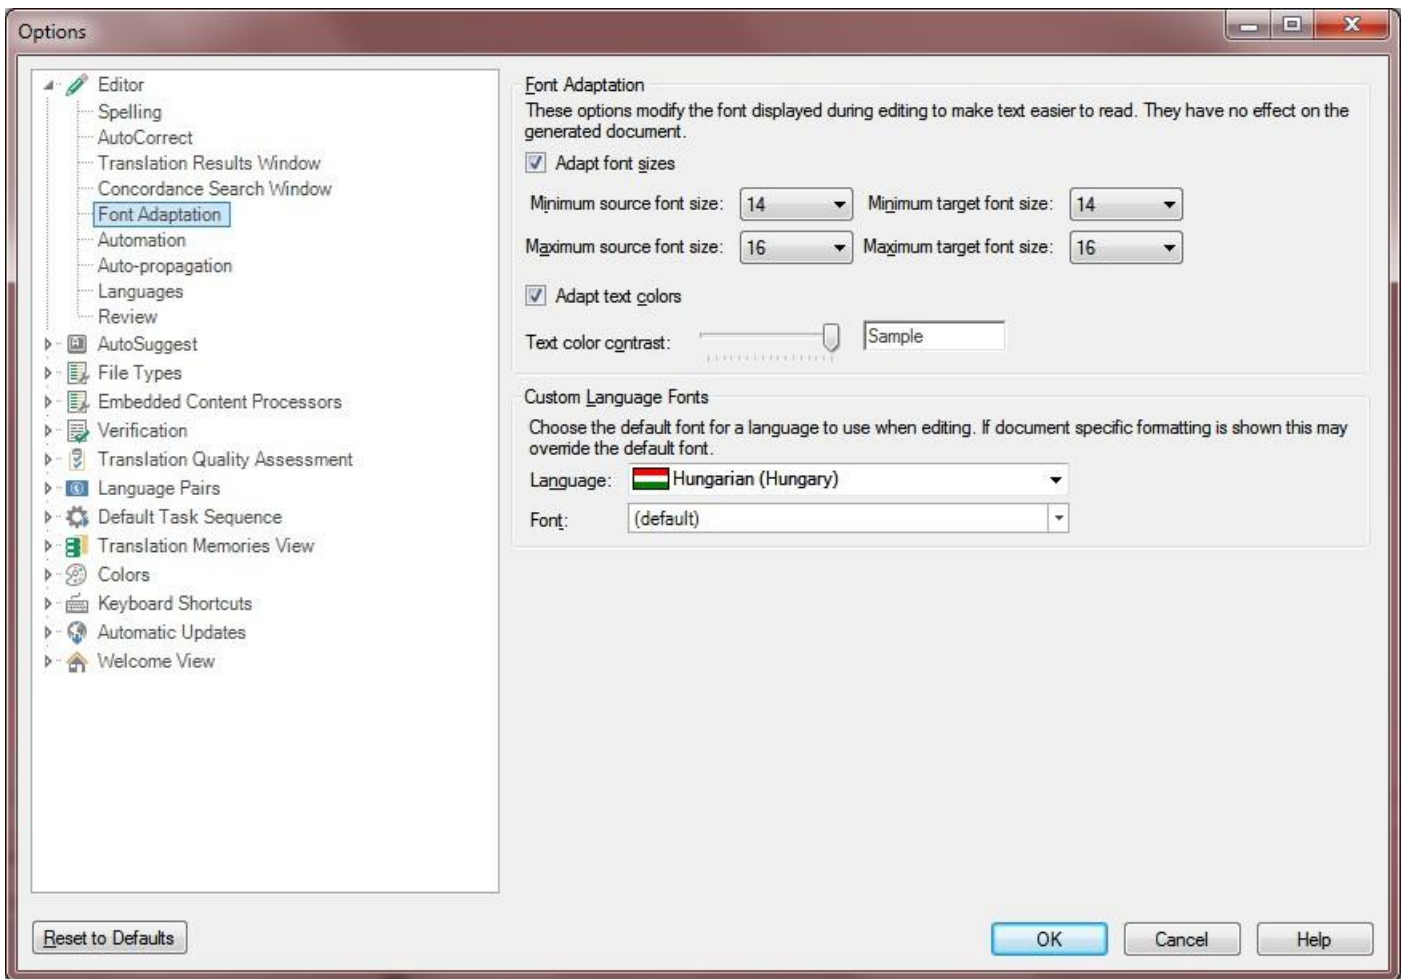 Options
Editor
Spelling
AutoCorrect
Translation Results Window
Concordance Search Window
Font Adaptation
Automation
Auto-propagation
Languages
Review
AutoSuggest
File Types
Embedded Content Processors
Verification
Translation Quality Assessment
Language Pairs
Default Task Sequence
Translation Memories View
Colors
Keyboard Shortcuts
Automatic Updates
Welcome View
Font Adaptation
These options modify the font displayed during editing to make text easier to read. They have no effect on the
generated document.
Adapt font sizes
Minimum source font size: 14 Minimum target font size: 14
Maximum source font size: 16 Maximum target font size: 16
Adapt text colors
Text color contrast: Sample
Custom Language Fonts
Choose the default font for a language to use when editing. If document specific formatting is shown this may
override the default font.
Language: Hungarian (Hungary)
Font: (default)
Reset to Defaults
OK Cancel Help